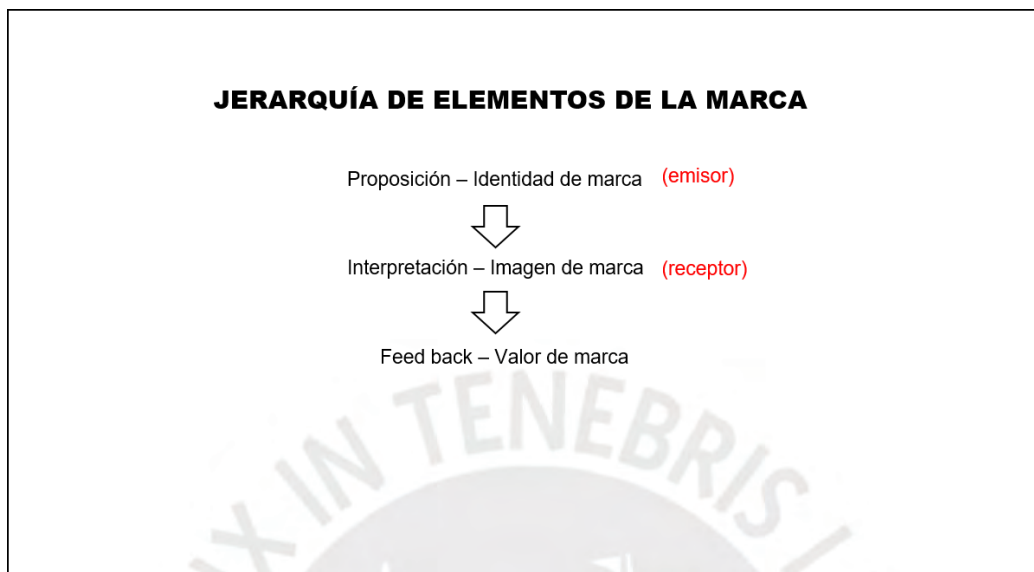 JERARQUÍA DE ELEMENTOS DE LA MARCA
Proposición – Identidad de marca (emisor)
Interpretación – Imagen de marca (receptor)
Feed back – Valor de marca
X IN TENEBRIS L